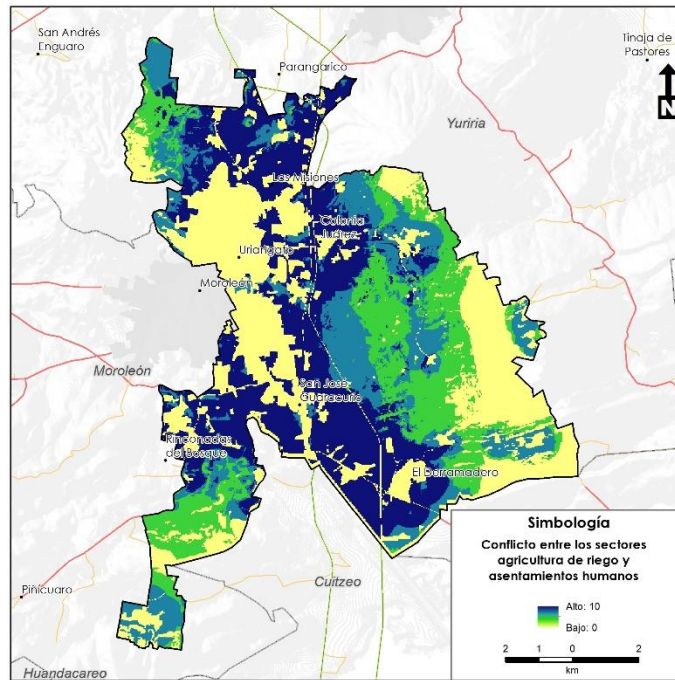 San Andrés
Enguaro
Tinaja de
Pastores
Parangarico
N
Yuriria
Las Misiones
Colonia
Juárez
Uriangato
Moroleón
Moroleón
San José
Cuaracurio
Rinconadas
del Bosque
El Derramadero
Simbología
Conflicto entre los sectores
agricultura de riego y
asentamientos humanos
Alto: 10
Bajo: 0
2 1 0 2
km
Cuitzeo
Piñícuaro
Huandacareo